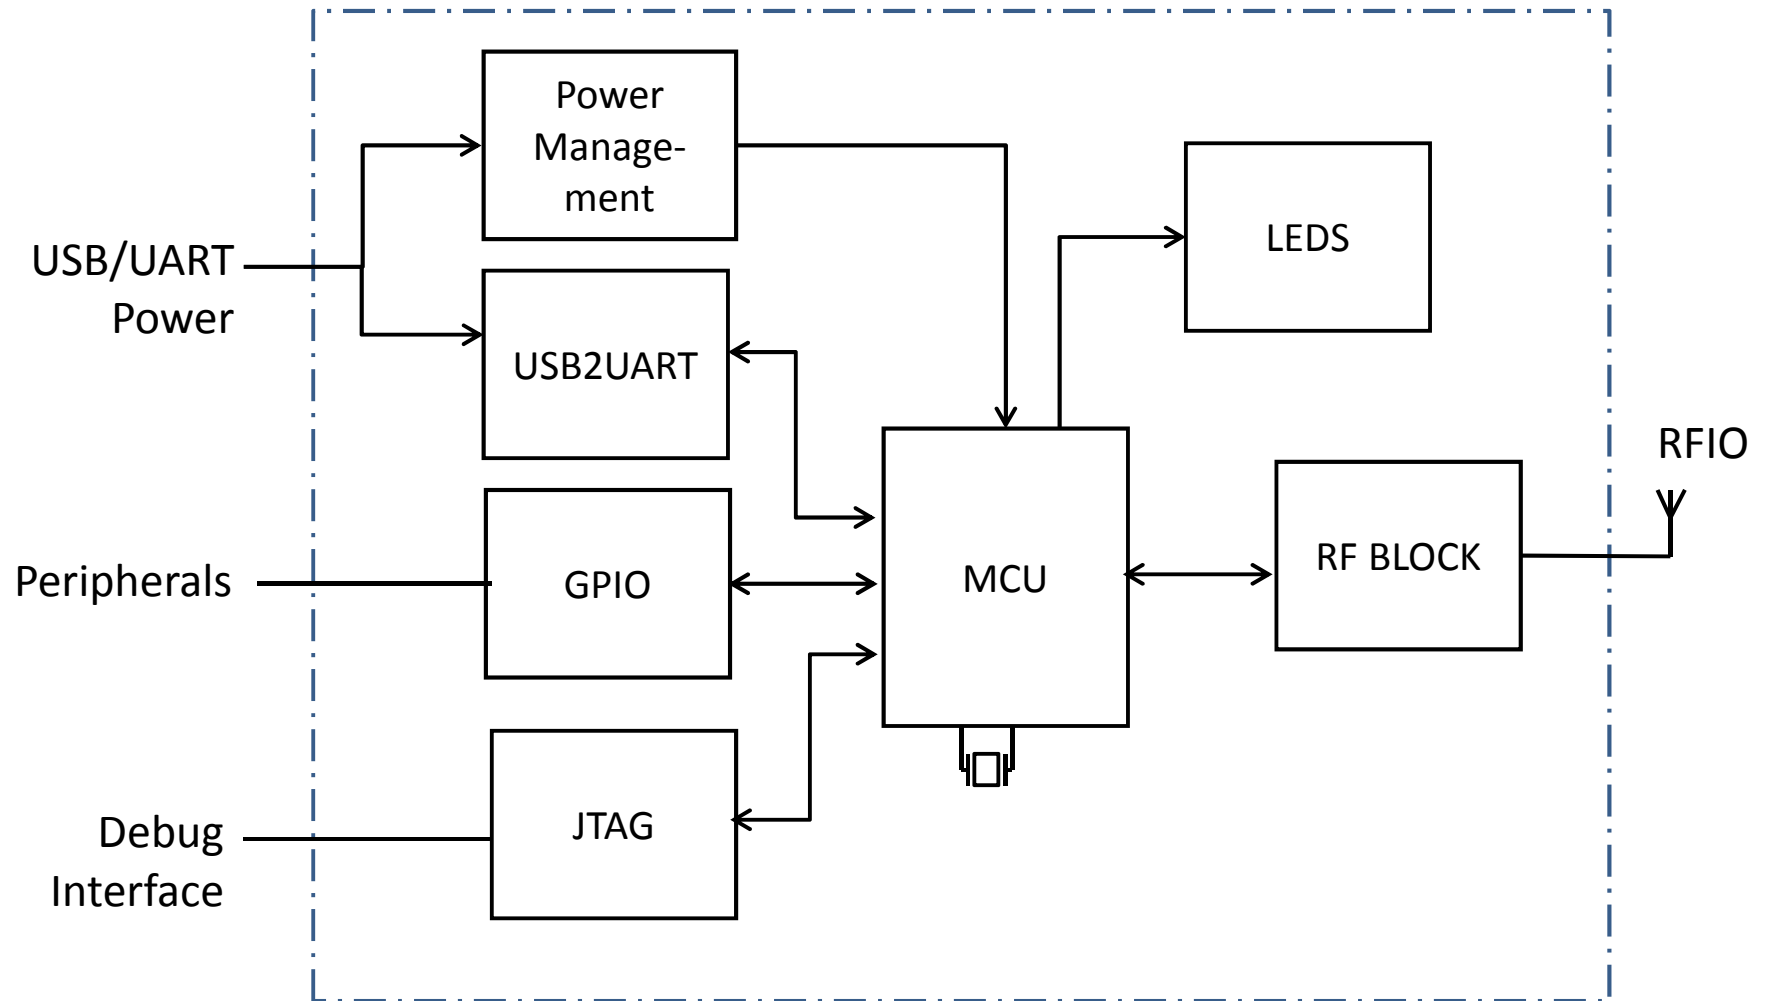 Power
Manage-
ment
LEDS
USB/UART
Power
USB2UART
RFIO
Peripherals
GPIO
MCU
RF BLOCK
Debug
Interface
JTAG